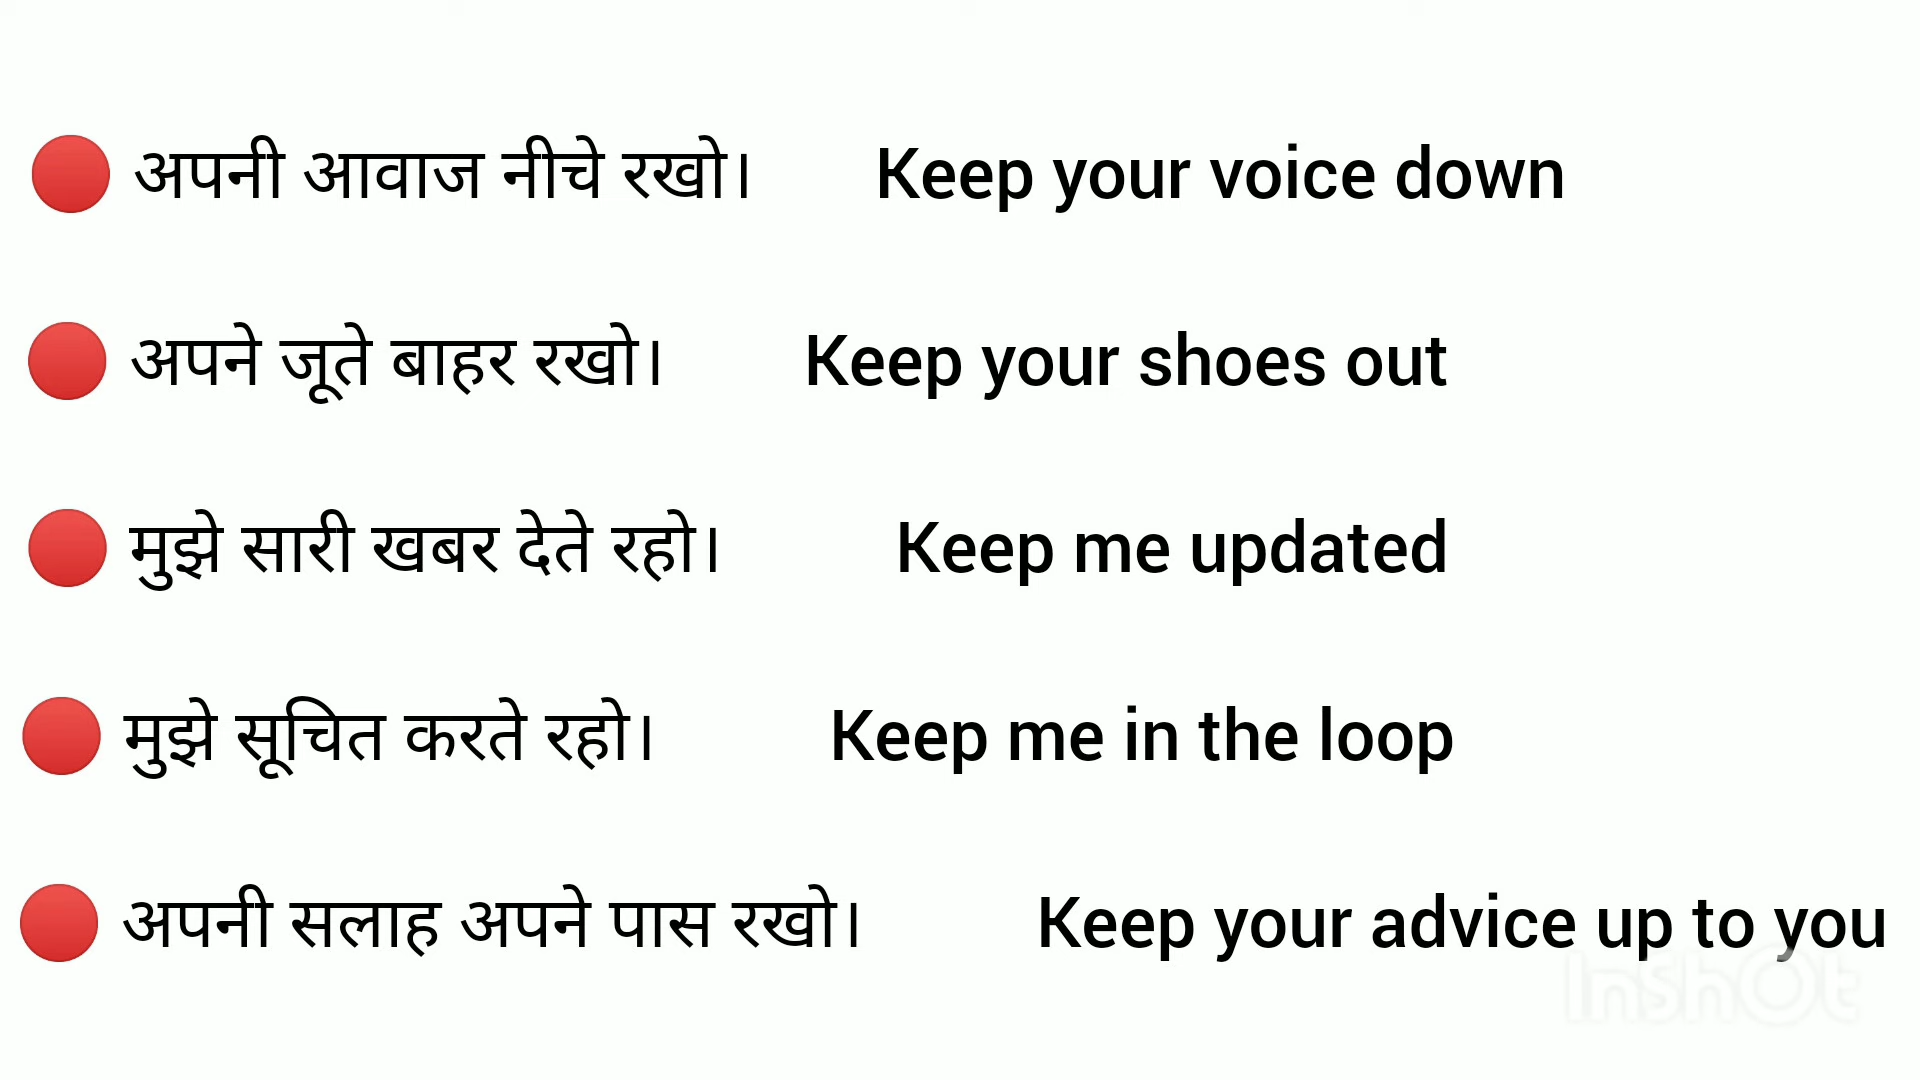 अपनी आवाज नीचे रखो। Keep your voice down
अपने जूते बाहर रखो। Keep your shoes out
मुझे सारी खबर देते रहो। Keep me updated
मुझे सूचित करते रहो। Keep me in the loop
अपनी सलाह अपने पास रखो। Keep your advice up to you
InShOt